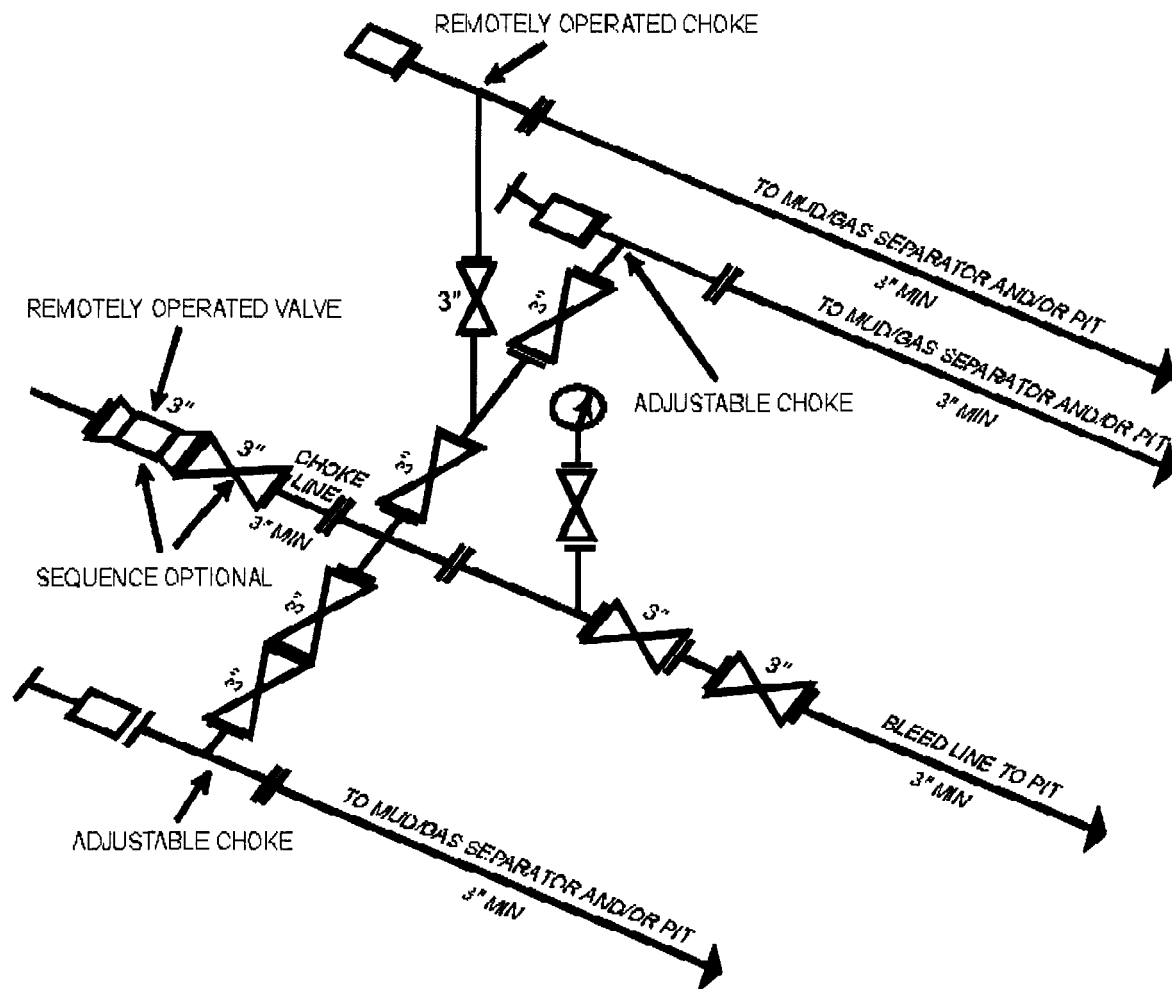 REMOTELY OPERATED CHOKE
TO MUD/GAS SEPARATOR AND/OR PIT
3" MIN
3"
3"
TO MUD/GAS SEPARATOR AND/OR PIT
3" MIN
REMOTELY OPERATED VALVE
ADJUSTABLE CHOKE
3"
3"
CHOKE
LINE
3"
3" MIN
SEQUENCE OPTIONAL
3"
3"
3"
3"
BLEED LINE TO PIT
3" MIN
ADJUSTABLE CHOKE
TO MUD/GAS SEPARATOR AND/OR PIT
3" MIN